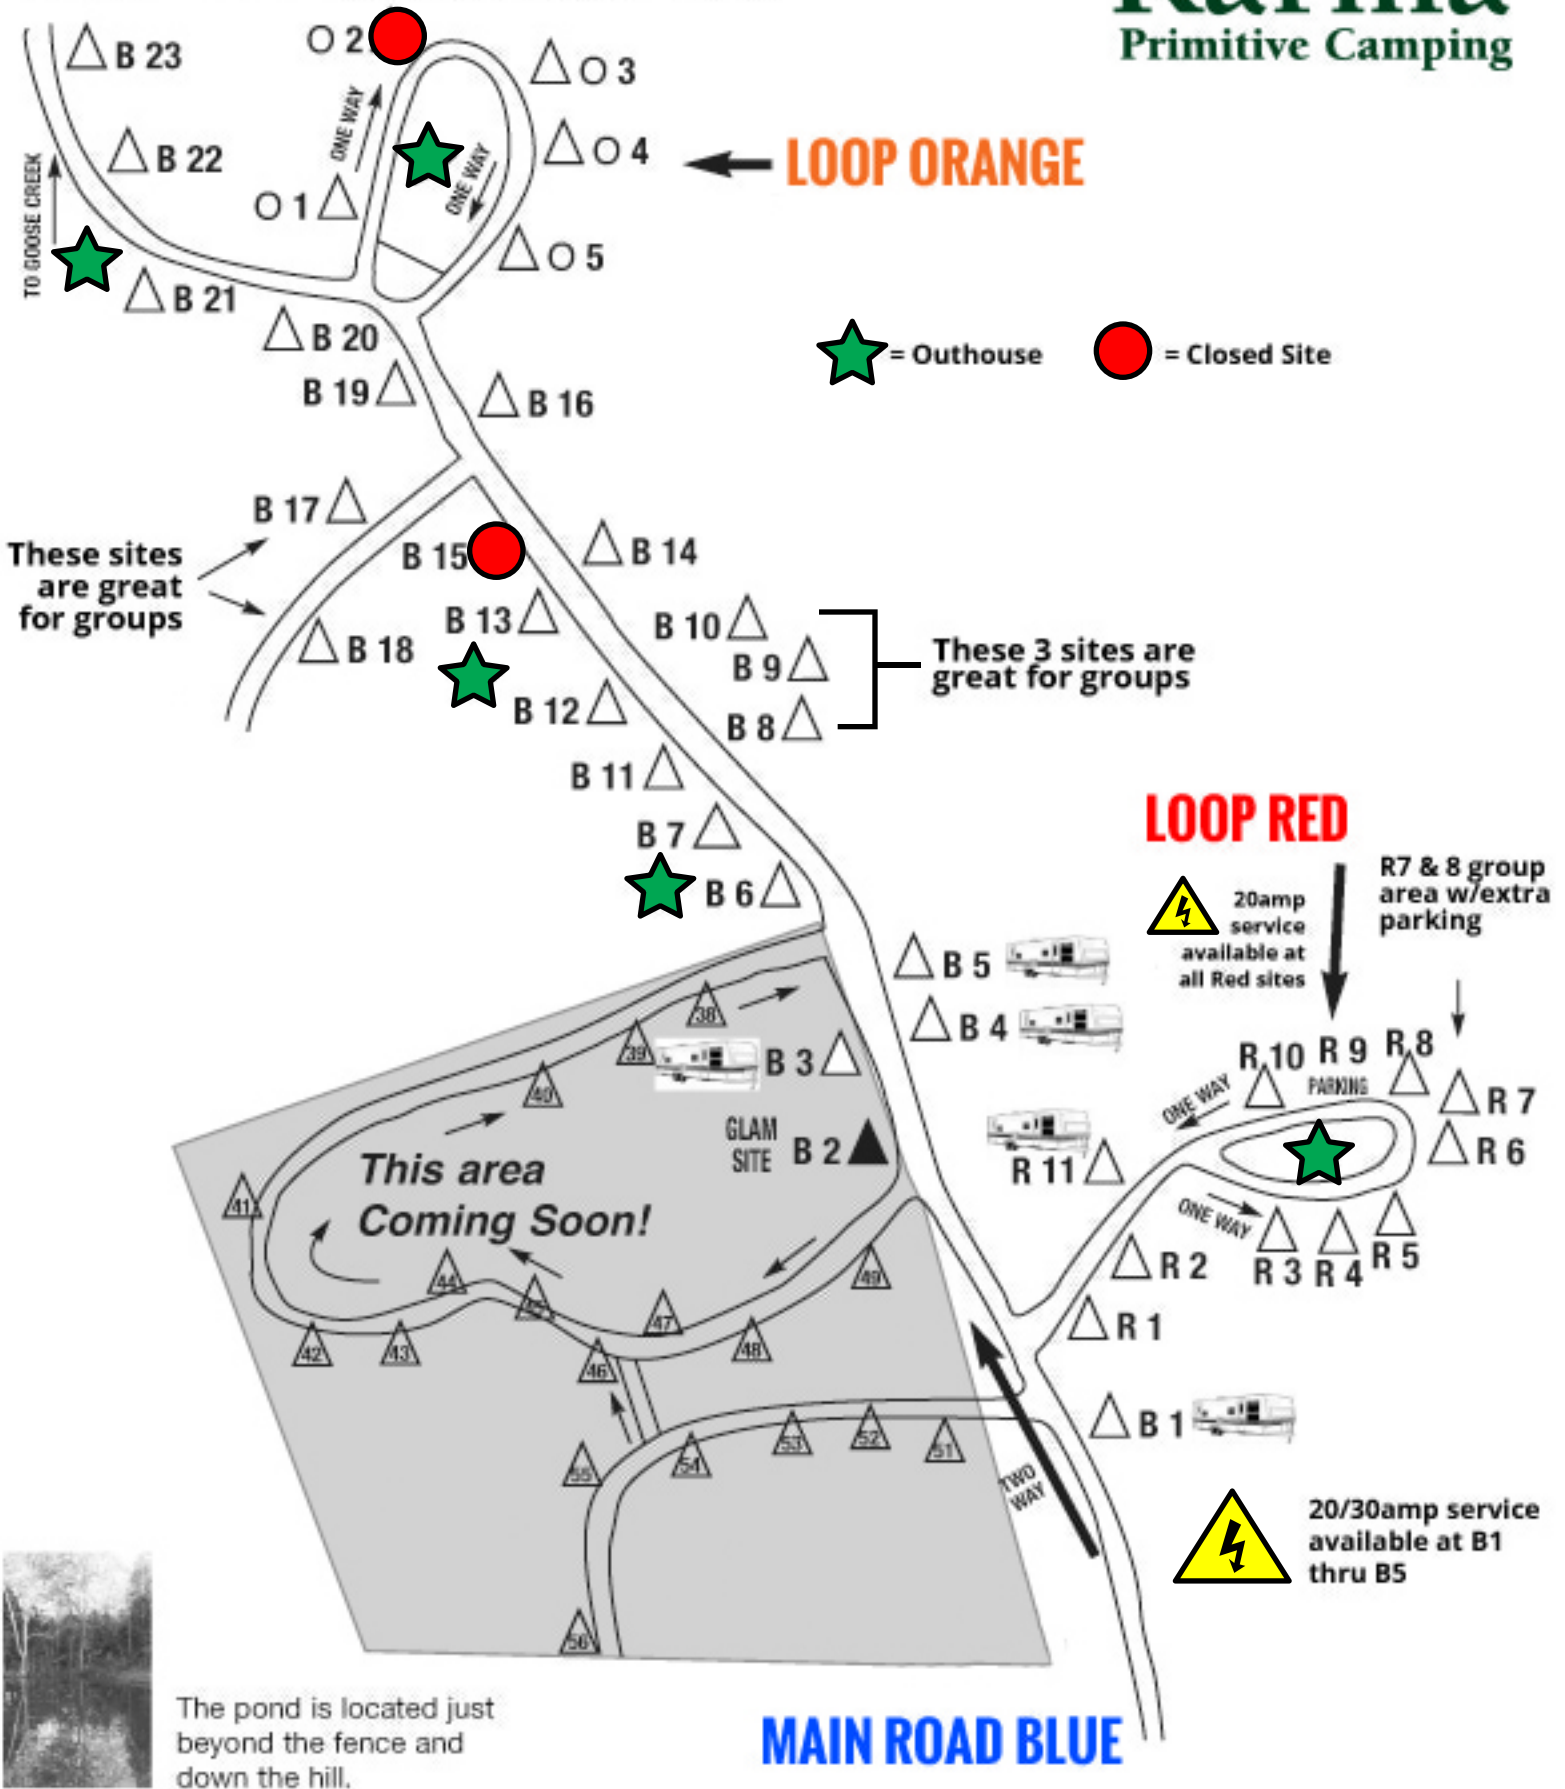 Primitive Camping
B 23
O 2
O 3
ONE WAY
B 22
O 4
LOOP ORANGE
ONE WAY
TO GOOSE CREEK
O 1
O 5
B 21
B 20
= Outhouse
= Closed Site
B 19
B 16
B 17
These sites
are great
for groups
B 15
B 14
B 13
B 10
B 18
B 9
These 3 sites are
great for groups
B 12
B 8
B 11
B 7
B 6
LOOP RED
R7 & 8 group
area w/extra
parking
20amp
service
available at
all Red sites
B 5
B 4
38
39
B 3
40
R 10
R 9
R 8
PARKING
R 7
ONE WAY
GLAM
SITE
B 2
R 11
R 6
This area
Coming Soon!
41
ONE WAY
R 2
R 3
R 4
R 5
44
49
45
47
R 1
42
43
46
48
B 1
55
54
53
52
51
TWO
WAY
20/30amp service
available at B1
thru B5
56
The pond is located just
beyond the fence and
down the hill.
MAIN ROAD BLUE